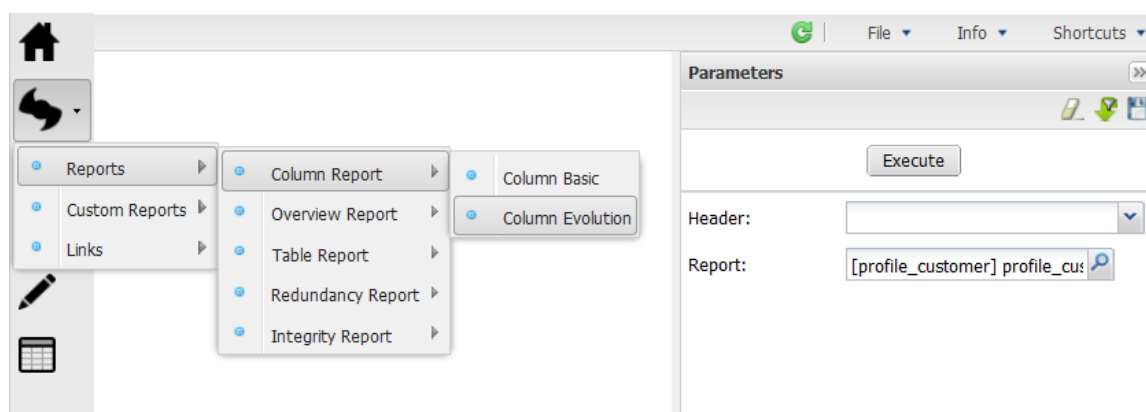 File Info Shortcuts
Parameters
Execute
Header:
Report: [profile_customer] profile_cus
Reports
Custom Reports
Links
Column Report
Overview Report
Table Report
Redundancy Report
Integrity Report
Column Basic
Column Evolution